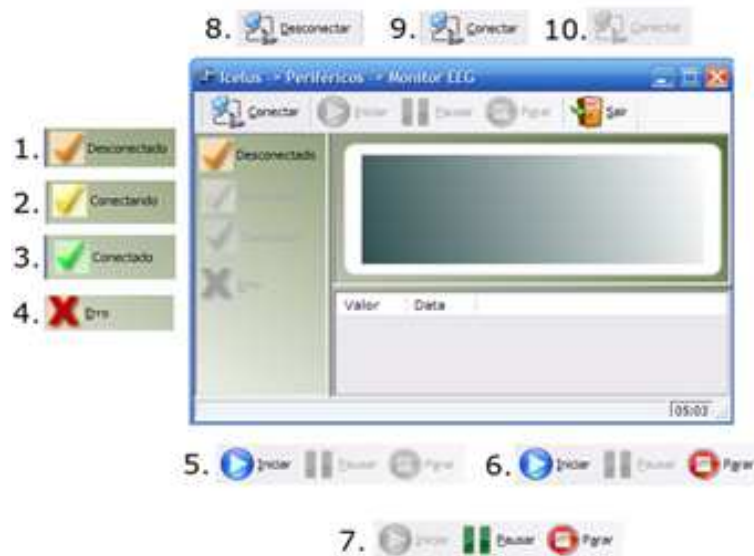 8. Desconectar 9. Conectar 10. Conectar
Icetus -> Periféricos -> Monitor EEG
Conectar Iniciar Pausar Parar Sair
1. Desconectado
2. Conectando
3. Conectado
4. Erro
Desconectado
Erro
Valor Data
05:03
5. Iniciar Pausar Parar 6. Iniciar Pausar Parar
7. Iniciar Pausar Parar